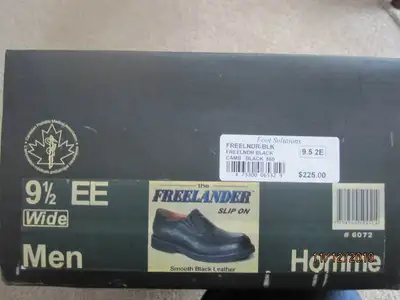 Foot Solutions
FREELNDR-BLK
FREELNDR BLACK
9.5 2E
$225.00
9½ EE
Wide
the
FREELANDER
SLIP ON
# 6072
Men
Smooth Black Leather
Homme